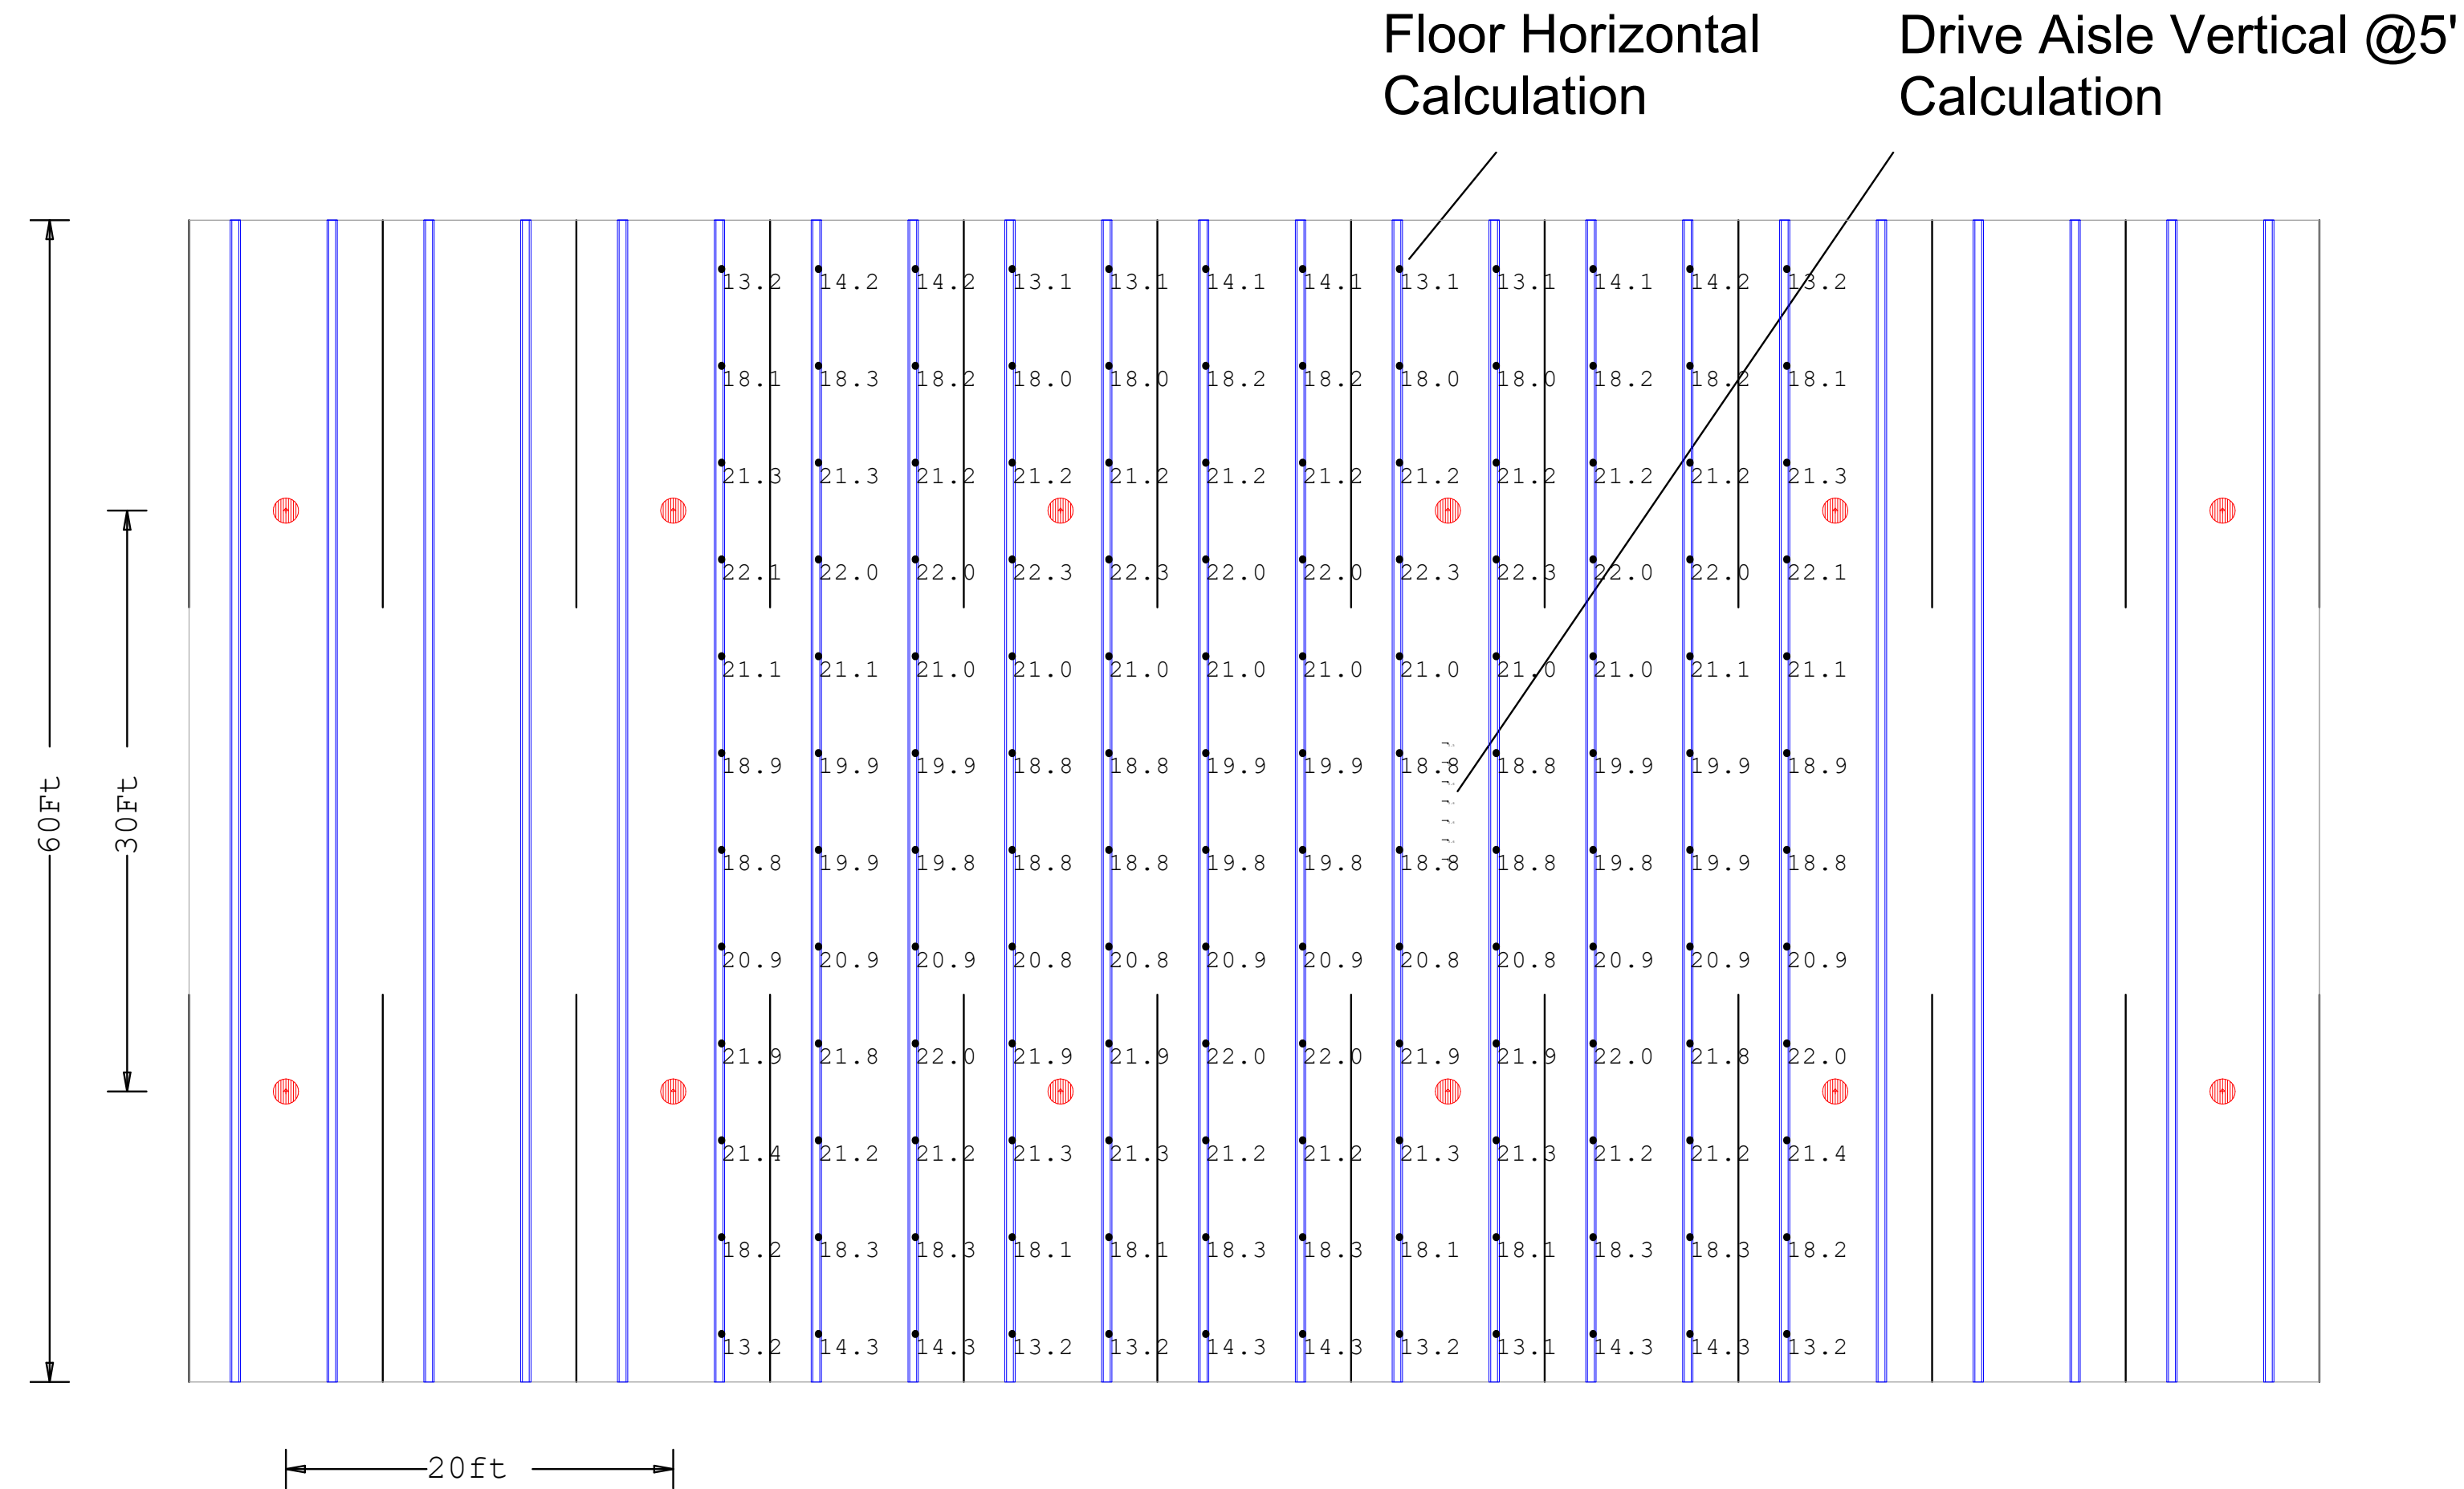 Floor Horizontal
Calculation
Drive Aisle Vertical @5'
Calculation
13.2 14.2 14.2 13.1 13.1 14.1 14.1 13.1 13.1 14.1 14.2 13.2
18.1 18.3 18.2 18.0 18.0 18.2 18.2 18.0 18.0 18.2 18.2 18.1
21.3 21.3 21.2 21.2 21.2 21.2 21.2 21.2 21.2 21.2 21.2 21.3
22.1 22.0 22.0 22.3 22.3 22.0 22.0 22.3 22.3 22.0 22.0 22.1
21.1 21.1 21.0 21.0 21.0 21.0 21.0 21.0 21.0 21.0 21.1 21.1
18.9 19.9 19.9 18.8 18.8 19.9 19.9 18.8 18.8 19.9 19.9 18.9
18.8 19.9 19.8 18.8 18.8 19.8 19.8 18.8 18.8 19.8 19.9 18.8
20.9 20.9 20.9 20.8 20.8 20.9 20.9 20.8 20.8 20.9 20.9 20.9
21.9 21.8 22.0 21.9 21.9 22.0 22.0 21.9 21.9 22.0 21.8 22.0
21.4 21.2 21.2 21.3 21.3 21.2 21.2 21.3 21.3 21.2 21.2 21.4
18.2 18.3 18.3 18.1 18.1 18.3 18.3 18.1 18.1 18.3 18.3 18.2
13.2 14.3 14.3 13.2 13.2 14.3 14.3 13.2 13.1 14.3 14.3 13.2
60Ft
30Ft
20ft